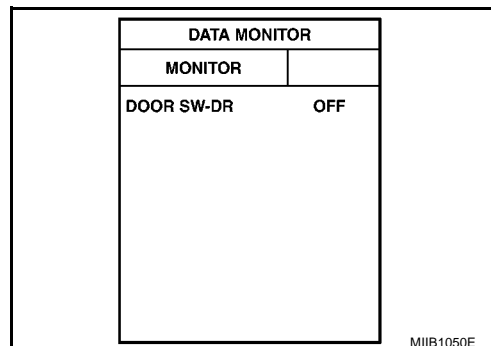 DATA MONITOR
MONITOR
DOOR SW-DR OFF
MIIB1050E